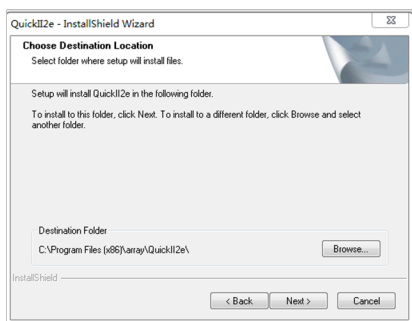 QuickII2e - InstallShield Wizard
Choose Destination Location
Select folder where setup will install files.
Setup will install QuickII2e in the following folder.
To install to this folder, click Next. To install to a different folder, click Browse and select
another folder.
Destination Folder
C:\Program Files (x86)\array\QuickII2e\
Browse...
InstallShield
< Back
Next >
Cancel